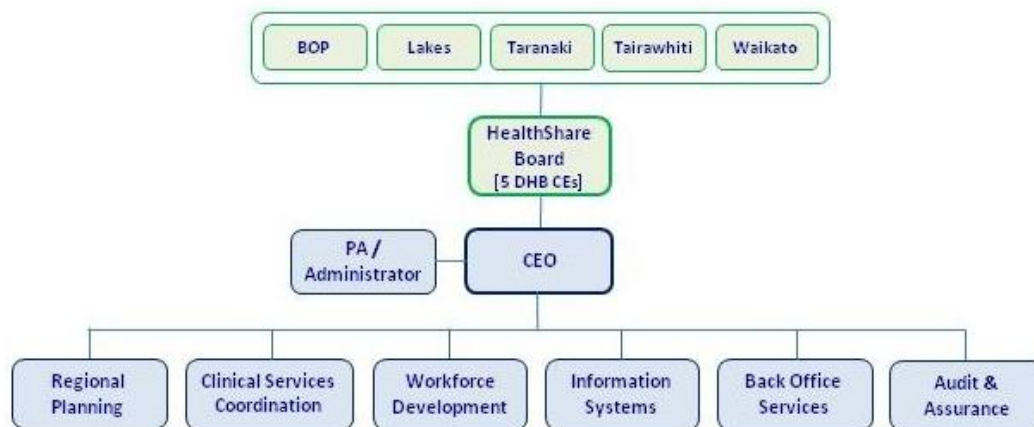 BOP
Lakes
Taranaki
Tairawhiti
Waikato
HealthShare
Board
[5 DHB CEs]
PA /
Administrator
CEO
Regional
Planning
Clinical Services
Coordination
Workforce
Development
Information
Systems
Back Office
Services
Audit &
Assurance